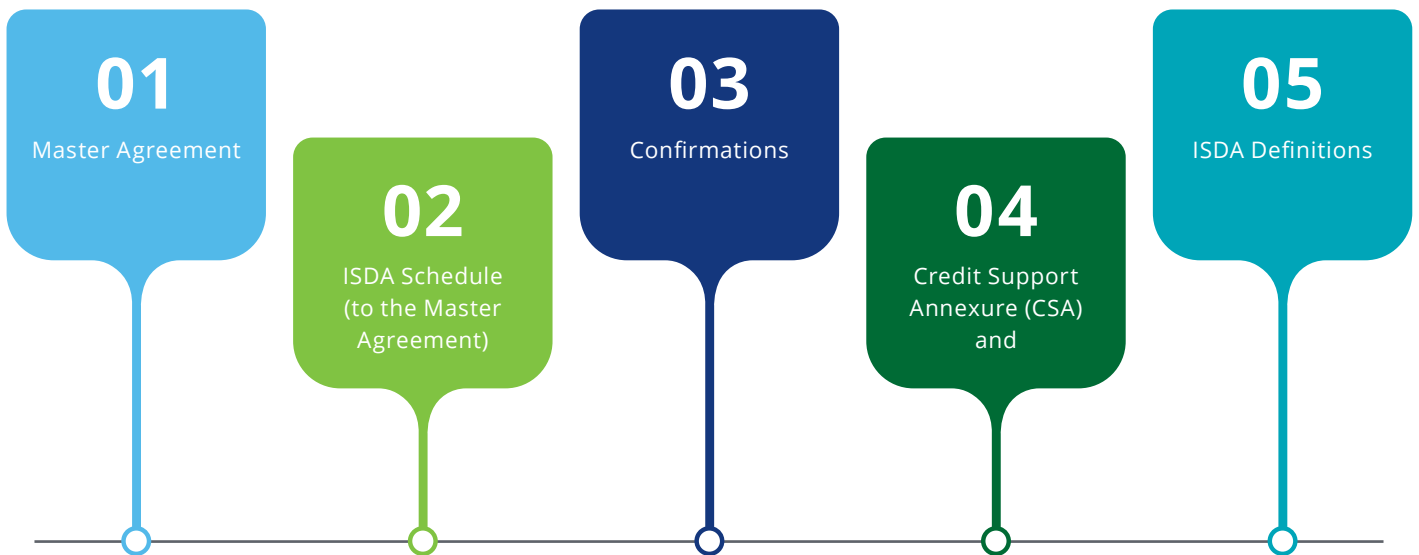 01
Master Agreement
02
ISDA Schedule
(to the Master
Agreement)
03
Confirmations
04
Credit Support
Annexure (CSA)
and
05
ISDA Definitions